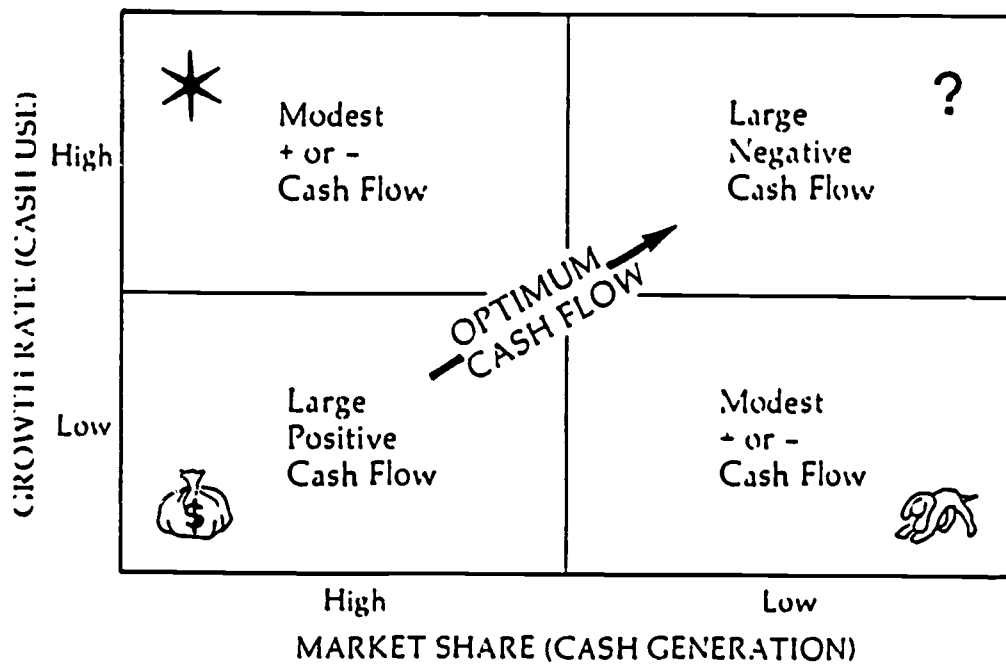 GROWTH RATE (CASH USE)
High
Low
Modest
+ or -
Cash Flow
?
Large
Negative
Cash Flow
OPTIMUM
CASH FLOW
Large
Positive
Cash Flow
$
Modest
+ or -
Cash Flow
High
Low
MARKET SHARE (CASH GENERATION)